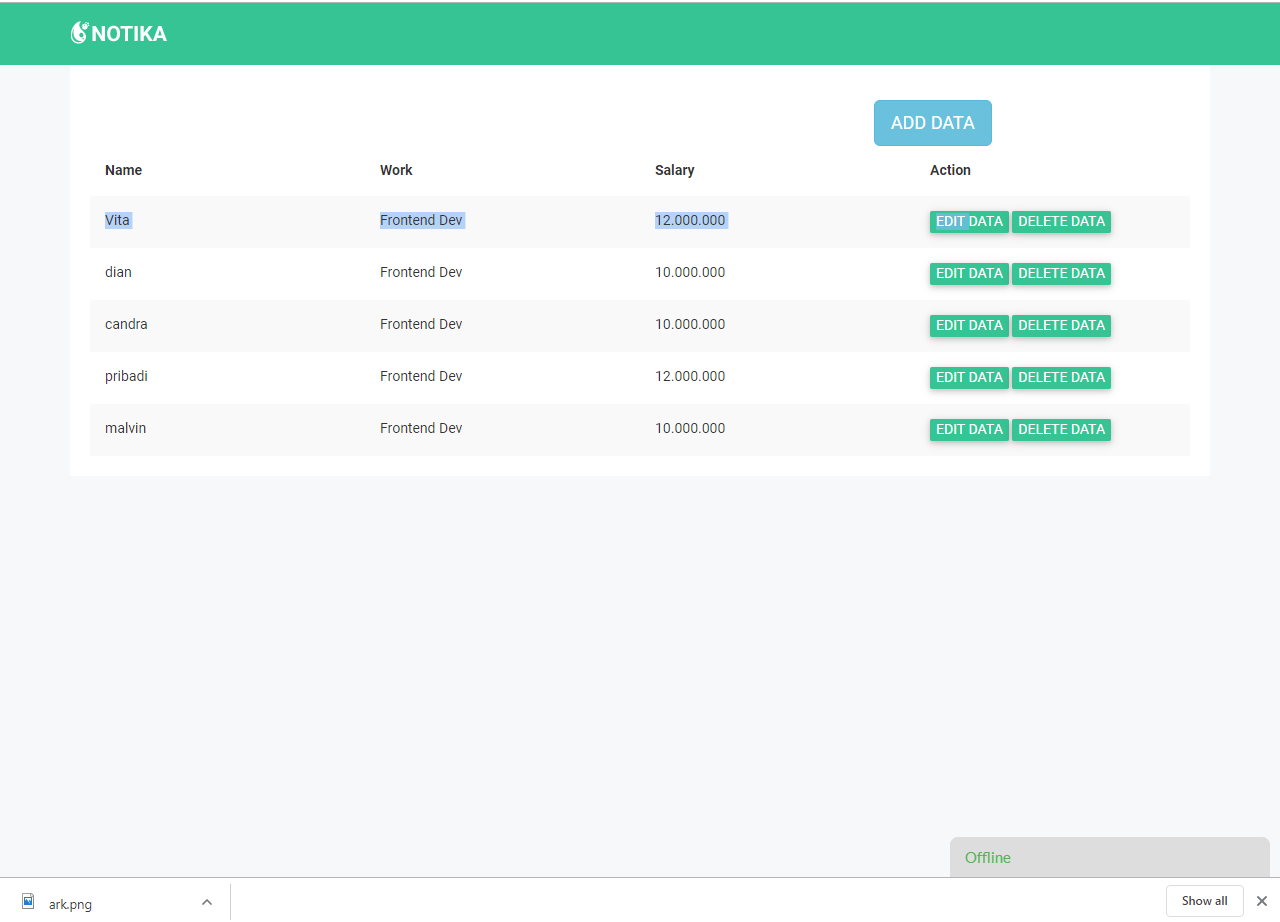 NOTIKA
ADD DATA
Name Work Salary Action
Vita Frontend Dev 12.000.000 EDIT DATA DELETE DATA
dian Frontend Dev 10.000.000 EDIT DATA DELETE DATA
candra Frontend Dev 10.000.000 EDIT DATA DELETE DATA
pribadi Frontend Dev 12.000.000 EDIT DATA DELETE DATA
malvin Frontend Dev 10.000.000 EDIT DATA DELETE DATA
Offline
ark.png Show all